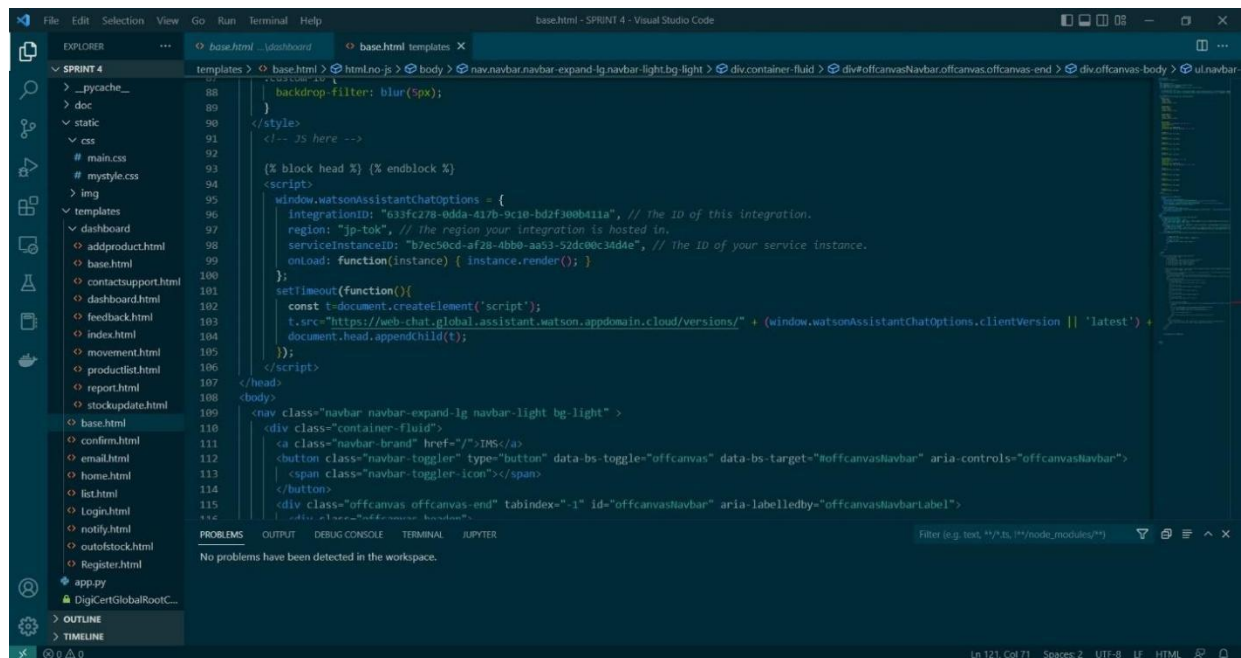 File Edit Selection View Go Run Terminal Help
base.html - SPRINT 4 - Visual Studio Code
EXPLORER
SPRINT 4
> _pycache_
> doc
static
css
# main.css
# mystyle.css
> img
templates
dashboard
addproduct.html
base.html
contactsupport.html
dashboard.html
feedback.html
index.html
movement.html
productlist.html
report.html
stockupdate.html
base.html
confirm.html
email.html
home.html
list.html
Login.html
notify.html
outofstock.html
Register.html
app.py
DigiCertGlobalRootC...
> OUTLINE
> TIMELINE
base.html ...\dashboard
base.html templates
templates > base.html > html.no-js > body > nav.navbar.navbar-expand-lg.navbar-light.bg-light > div.container-fluid > div#offcanvasNavbar.offcanvas.offcanvas-end > div.offcanvas-body > ul.navbar-
87 .custom-10 {
88 backdrop-filter: blur(5px);
89 }
90 </style>
91 <!-- JS here -->
92
93 {% block head %} {% endblock %}
94 <script>
95 window.watsonAssistantChatOptions = {
96 integrationID: "633fc278-0dda-417b-9c10-bd2f300b411a", // The ID of this integration.
97 region: "jp-tok", // The region your integration is hosted in.
98 serviceInstanceID: "b7ec50cd-af28-4bb0-aa53-52dc00c34d4e", // The ID of your service instance.
99 onLoad: function(instance) { instance.render(); }
100 };
101 setTimeout(function(){
102 const t=document.createElement('script');
103 t.src="https://web-chat.global.assistant.watson.appdomain.cloud/versions/" + (window.watsonAssistantChatOptions.clientVersion || 'latest') +
104 document.head.appendChild(t);
105 });
106 </script>
107 </head>
108 <body>
109 <nav class="navbar navbar-expand-lg navbar-light bg-light" >
110 <div class="container-fluid">
111 <a class="navbar-brand" href="/">IMS</a>
112 <button class="navbar-toggler" type="button" data-bs-toggle="offcanvas" data-bs-target="#offcanvasNavbar" aria-controls="offcanvasNavbar">
113 <span class="navbar-toggler-icon"></span>
114 </button>
115 <div class="offcanvas offcanvas-end" tabindex="-1" id="offcanvasNavbar" aria-labelledby="offcanvasNavbarLabel">
116 <div class="offcanvas-header">
PROBLEMS OUTPUT DEBUG CONSOLE TERMINAL JUPYTER
Filter (e.g. text, **/*.ts, !**/node_modules/**)
No problems have been detected in the workspace.
0 0
Ln 121, Col 71 Spaces: 2 UTF-8 LF HTML